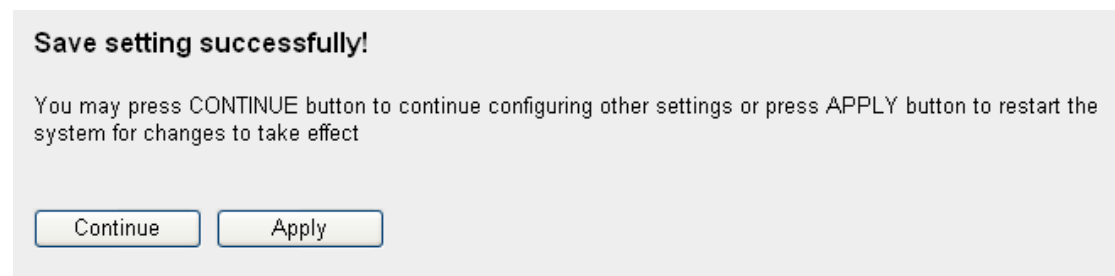 Save setting successfully!
You may press CONTINUE button to continue configuring other settings or press APPLY button to restart the
system for changes to take effect
Continue
Apply